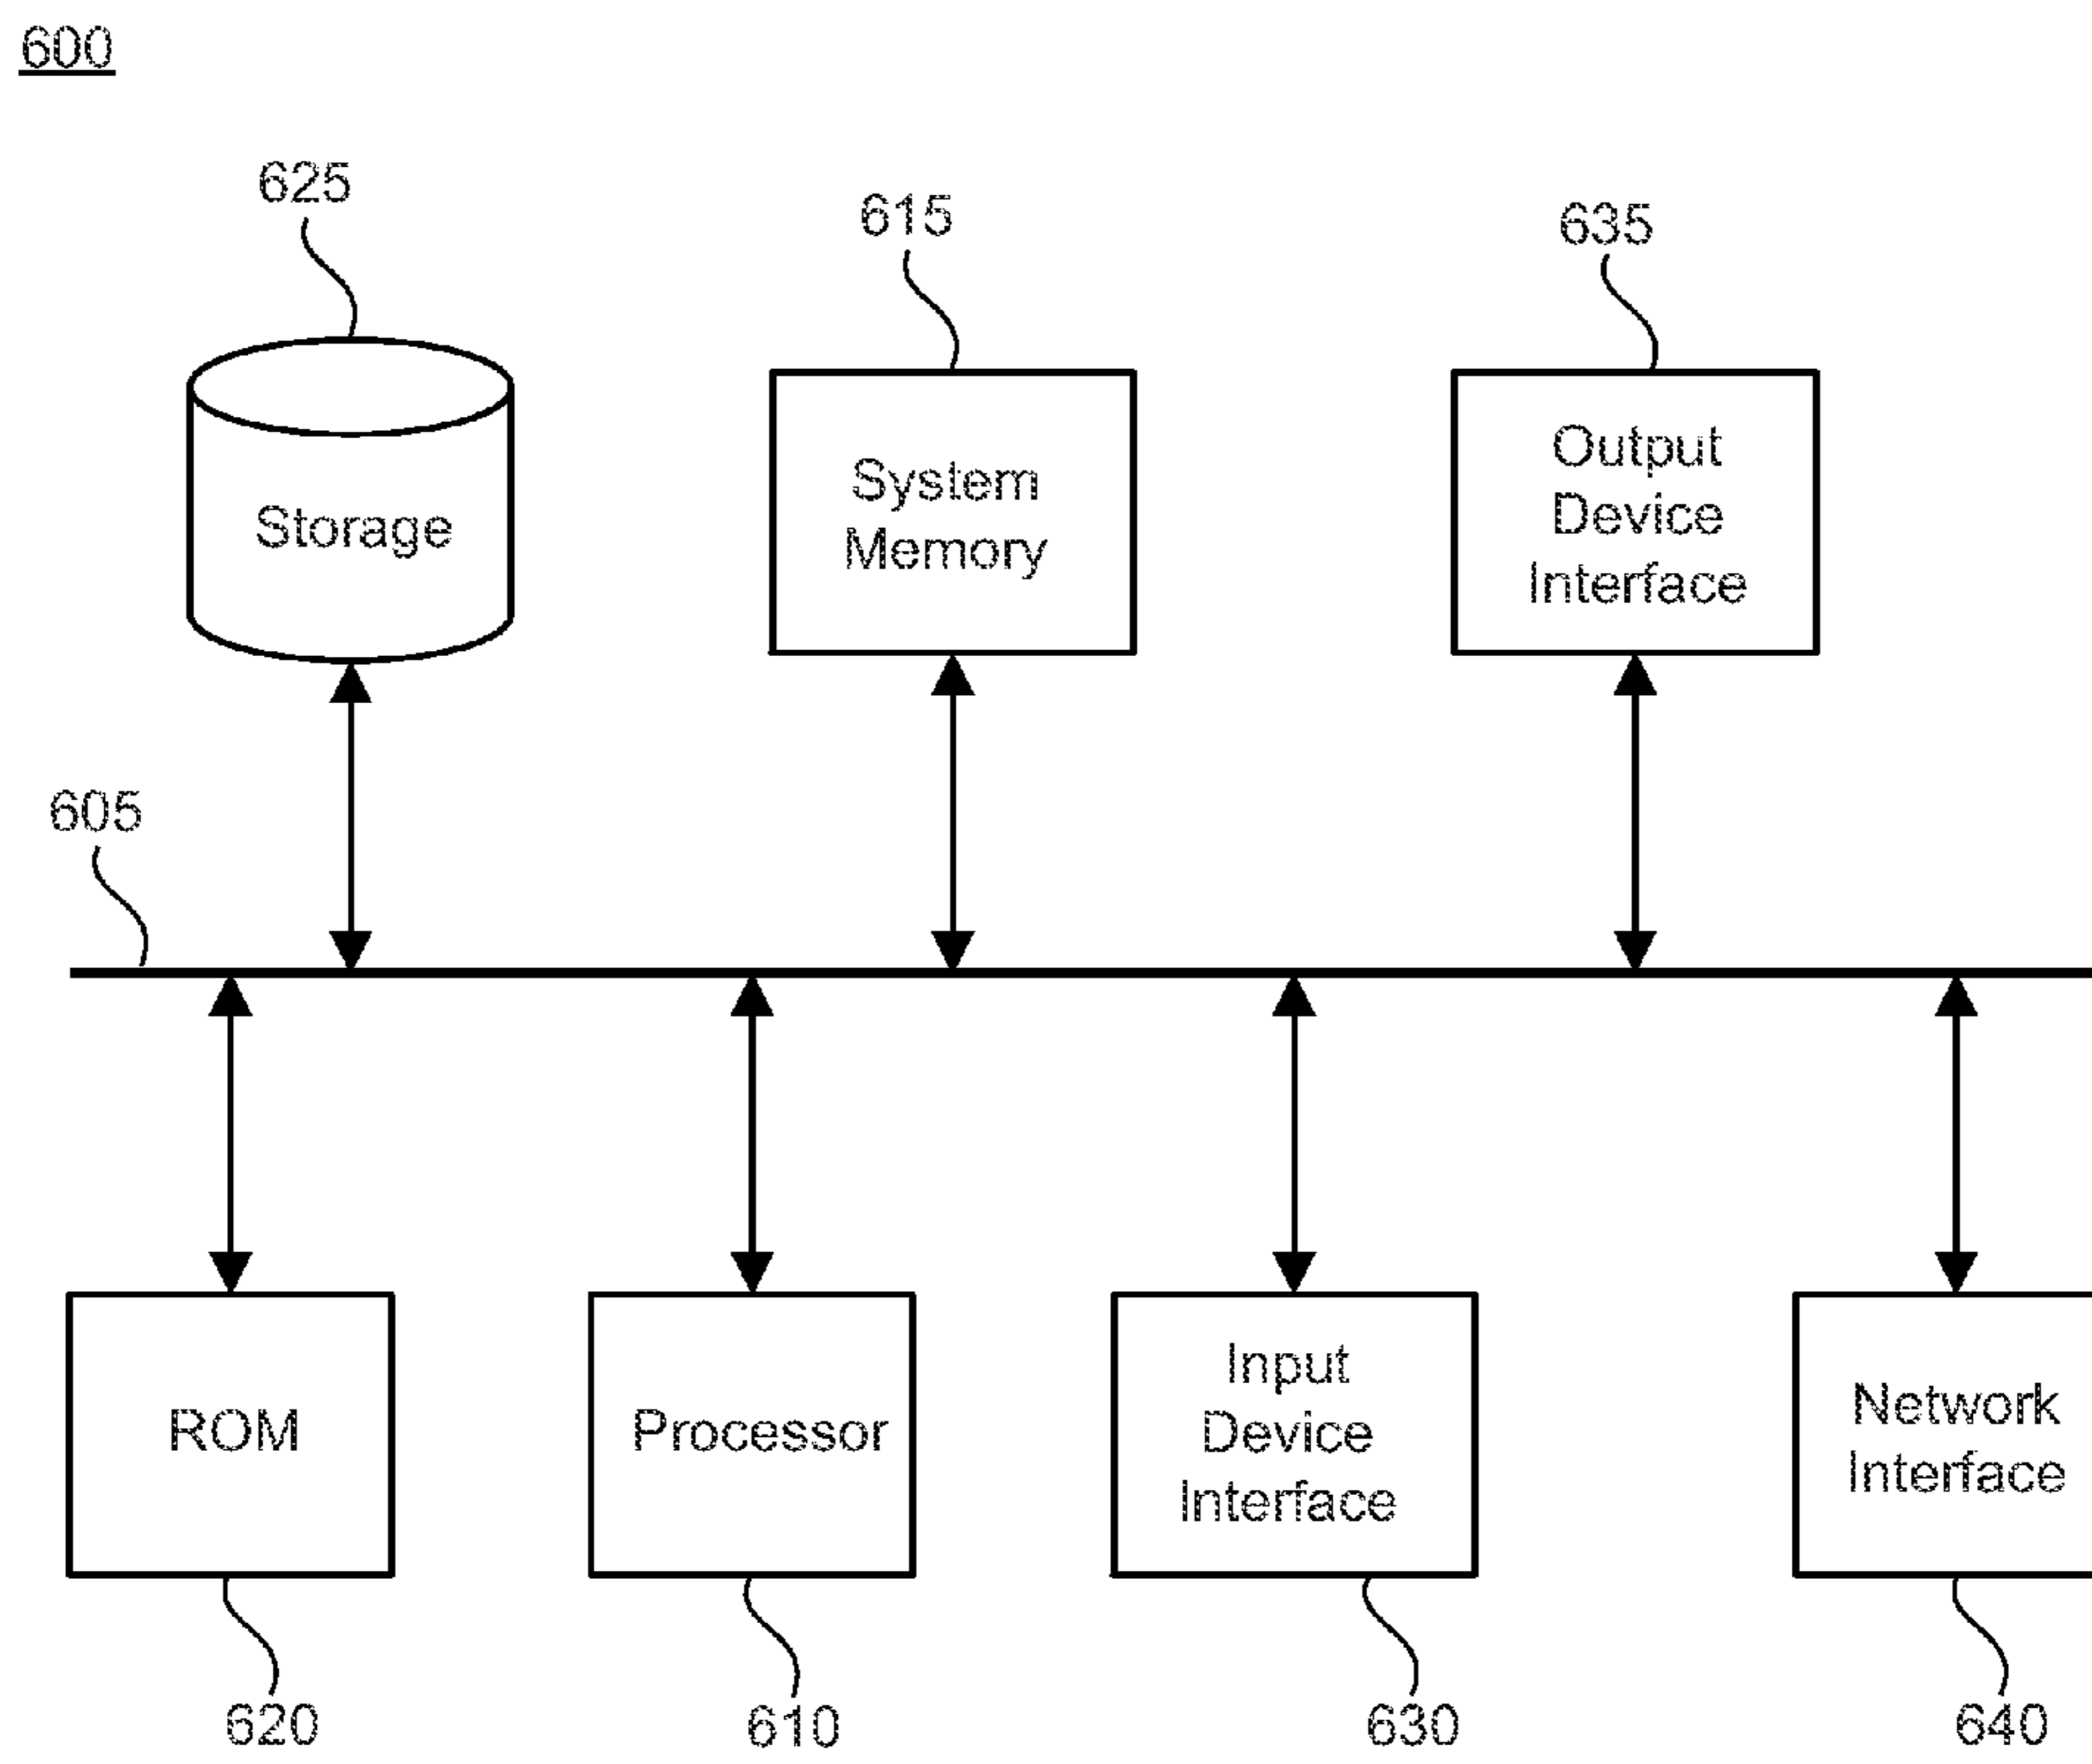 600
625
615
635
Storage
System
Memory
Output
Device
Interface
605
ROM
Processor
Input
Device
Interface
Network
Interface
620
610
630
640